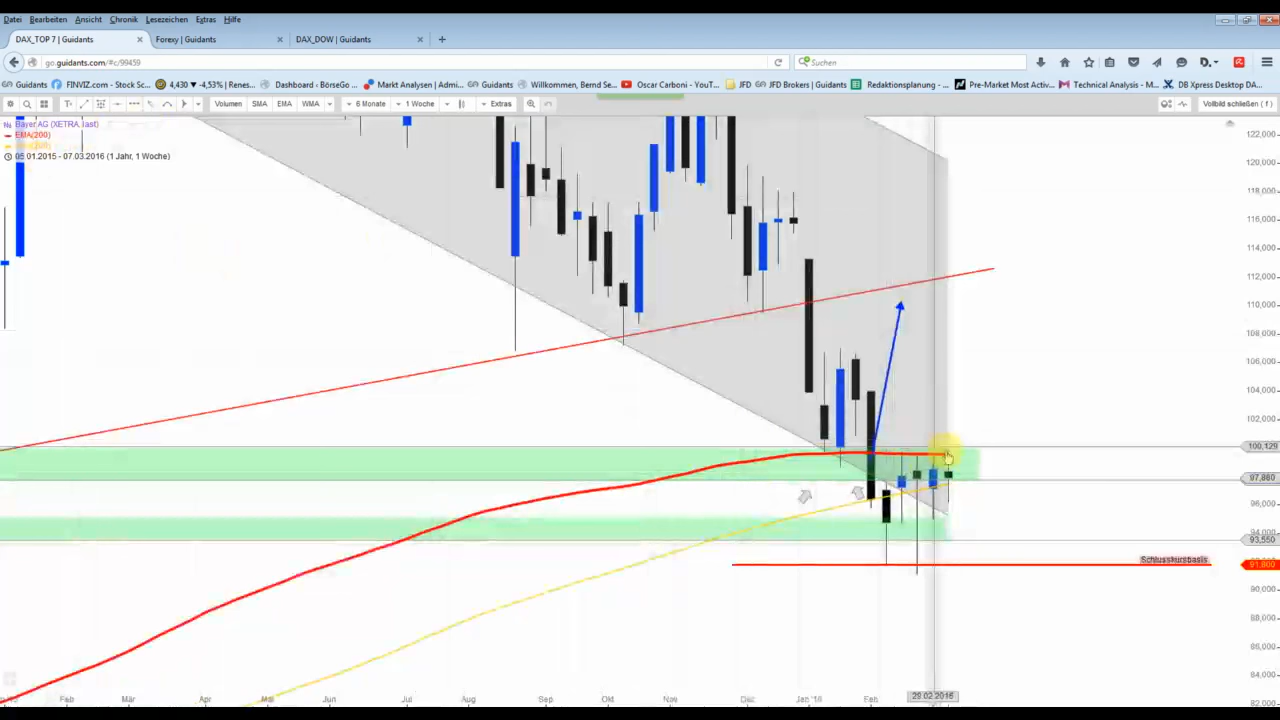 Datei Bearbeiten Ansicht Chronik Lesezeichen Extras Hilfe
DAX_TOP 7 | Guidants × Forexy | Guidants × DAX_DOW | Guidants × +
go.guidants.com/#c/99459 Suchen
Guidants FINVIZ.com - Stock Sc... 4,430 ▾ -4,53% | Renes... Dashboard ‹ BörseGo ... Markt Analysen | Admi... Willkommen, Bernd Se... Oscar Carboni - YouT... JFD JFD Brokers | Guidants Redaktionsplanung - ... Pre-Market Most Activ... Technical Analysis - M... DB Xpress Desktop DA...
Volumen SMA EMA WMA 6 Monate 1 Woche Extras Vollbild schließen ( f )
Bayer AG (XETRA, last)
EMA(200)
05.01.2015 - 07.03.2016 (1 Jahr, 1 Woche)
122,000
120,000
118,000
116,000
114,000
112,000
110,000
108,000
106,000
104,000
102,000
100,129
97,880
96,000
94,000
93,550
Schlusskursbasis
91,800
90,000
88,000
86,000
84,000
82,000
Feb Mär Apr Mai Jun Jul Aug Sep Okt Nov Dez Jan '16 Feb 29.02.2016